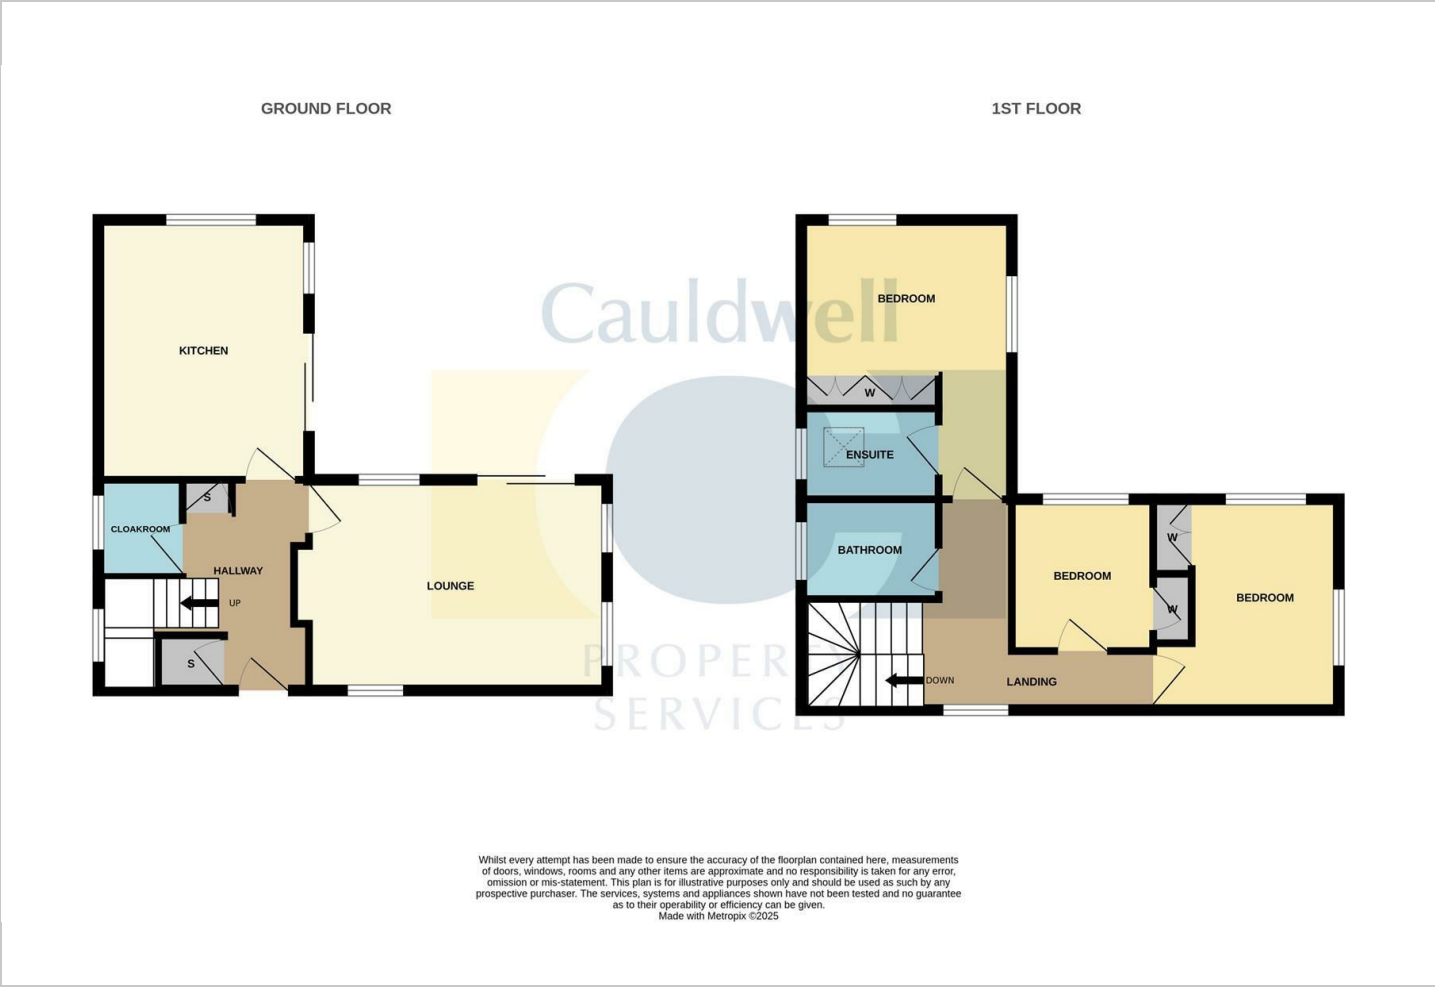 GROUND FLOOR
1ST FLOOR
Cauldwell
PROPERTY
SERVICES
KITCHEN
S
CLOAKROOM
HALLWAY
UP
S
LOUNGE
BEDROOM
W
ENSUITE
BATHROOM
BEDROOM
W
W
BEDROOM
DOWN
LANDING
Whilst every attempt has been made to ensure the accuracy of the floorplan contained here, measurements
of doors, windows, rooms and any other items are approximate and no responsibility is taken for any error,
omission or mis-statement. This plan is for illustrative purposes only and should be used as such by any
prospective purchaser. The services, systems and appliances shown have not been tested and no guarantee
as to their operability or efficiency can be given.
Made with Metropix ©2025